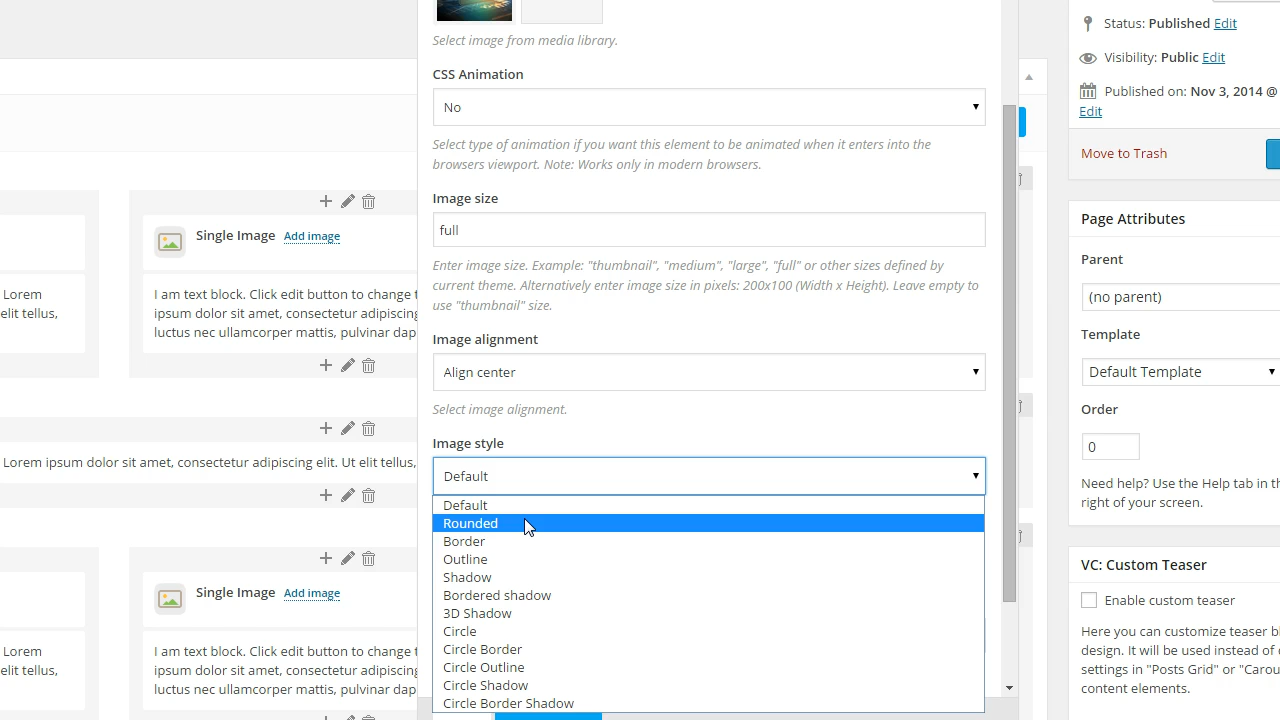 Select image from media library.
CSS Animation
No
Select type of animation if you want this element to be animated when it enters into the
browsers viewport. Note: Works only in modern browsers.
Image size
full
Enter image size. Example: "thumbnail", "medium", "large", "full" or other sizes defined by
current theme. Alternatively enter image size in pixels: 200x100 (Width x Height). Leave empty to
use "thumbnail" size.
Image alignment
Align center
Select image alignment.
Image style
Default
Default
Rounded
Border
Outline
Shadow
Bordered shadow
3D Shadow
Circle
Circle Border
Circle Outline
Circle Shadow
Circle Border Shadow
Lorem
elit tellus,
Single Image Add image
I am text block. Click edit button to change t
ipsum dolor sit amet, consectetur adipiscing
luctus nec ullamcorper mattis, pulvinar dap
Lorem ipsum dolor sit amet, consectetur adipiscing elit. Ut elit tellus,
Lorem
elit tellus,
Single Image Add image
I am text block. Click edit button to change t
ipsum dolor sit amet, consectetur adipiscing
luctus nec ullamcorper mattis, pulvinar dap
Status: Published Edit
Visibility: Public Edit
Published on: Nov 3, 2014 @
Edit
Move to Trash
Page Attributes
Parent
(no parent)
Template
Default Template
Order
0
Need help? Use the Help tab in th
right of your screen.
VC: Custom Teaser
Enable custom teaser
Here you can customize teaser bl
design. It will be used instead of
settings in "Posts Grid" or "Carou
content elements.